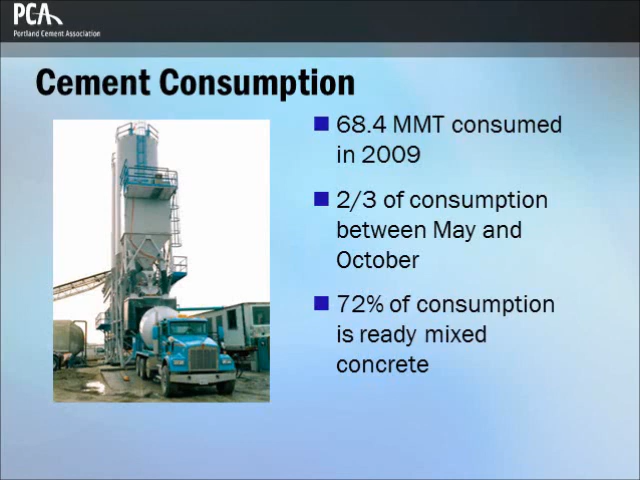 PCA
Portland Cement Association
Cement Consumption
68.4 MMT consumed
in 2009
2/3 of consumption
between May and
October
72% of consumption
is ready mixed
concrete